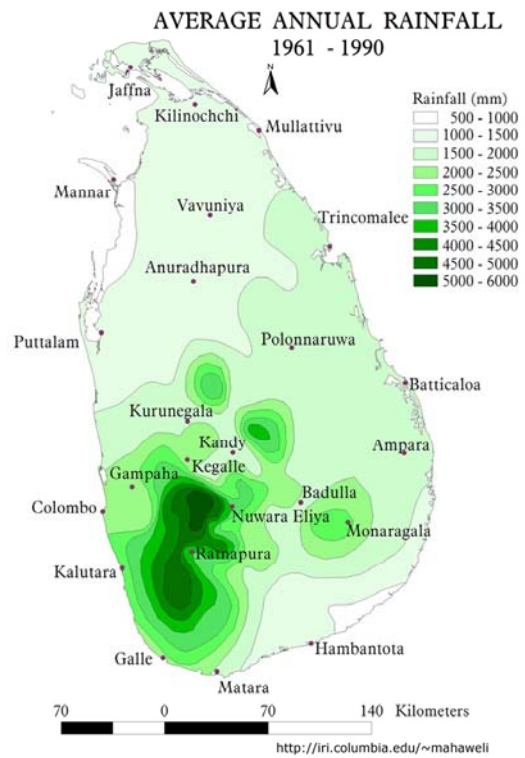 AVERAGE ANNUAL RAINFALL
1961 - 1990
N
Jaffna
Kilinochchi
Mullattivu
Rainfall (mm)
500 - 1000
1000 - 1500
1500 - 2000
2000 - 2500
2500 - 3000
3000 - 3500
3500 - 4000
4000 - 4500
4500 - 5000
5000 - 6000
Mannar
Vavuniya
Trincomalee
Anuradhapura
Puttalam
Polonnaruwa
Batticaloa
Kurunegala
Kandy
Ampara
Kegalle
Gampaha
Badulla
Colombo
Nuwara Eliya
Monaragala
Ratnapura
Kalutara
Hambantota
Galle
Matara
70 0 70 140 Kilometers
http://iri.columbia.edu/~mahaweli